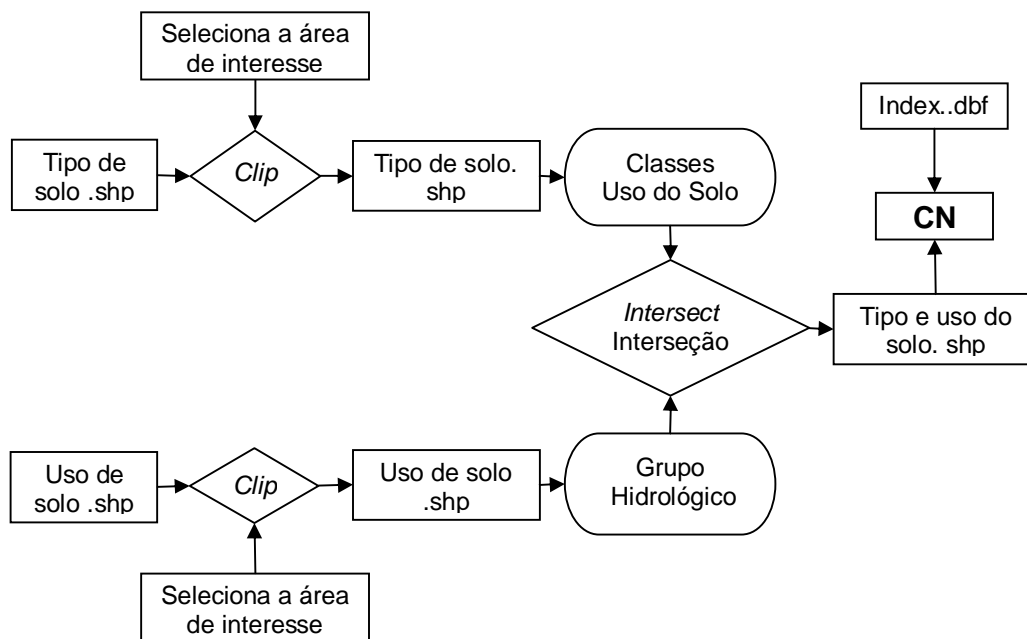 Seleciona a área
de interesse
Index..dbf
Tipo de
solo .shp
Clip
Tipo de solo.
shp
Classes
Uso do Solo
CN
Intersect
Interseção
Tipo e uso do
solo. shp
Uso de
solo .shp
Clip
Uso de solo
.shp
Grupo
Hidrológico
Seleciona a área
de interesse